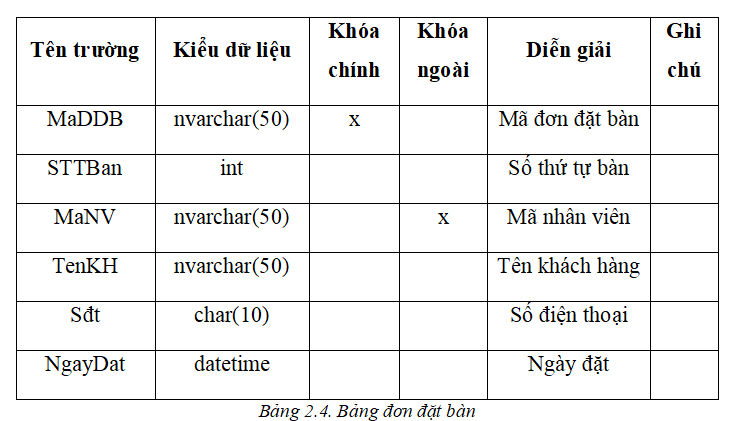 Tên trường Kiểu dữ liệu Khóa chính Khóa ngoài Diễn giải Ghi chú
MaDDB nvarchar(50) x Mã đơn đặt bàn
STTBan int Số thứ tự bàn
MaNV nvarchar(50) x Mã nhân viên
TenKH nvarchar(50) Tên khách hàng
Sđt char(10) Số điện thoại
NgayDat datetime Ngày đặt
Bảng 2.4. Bảng đơn đặt bàn